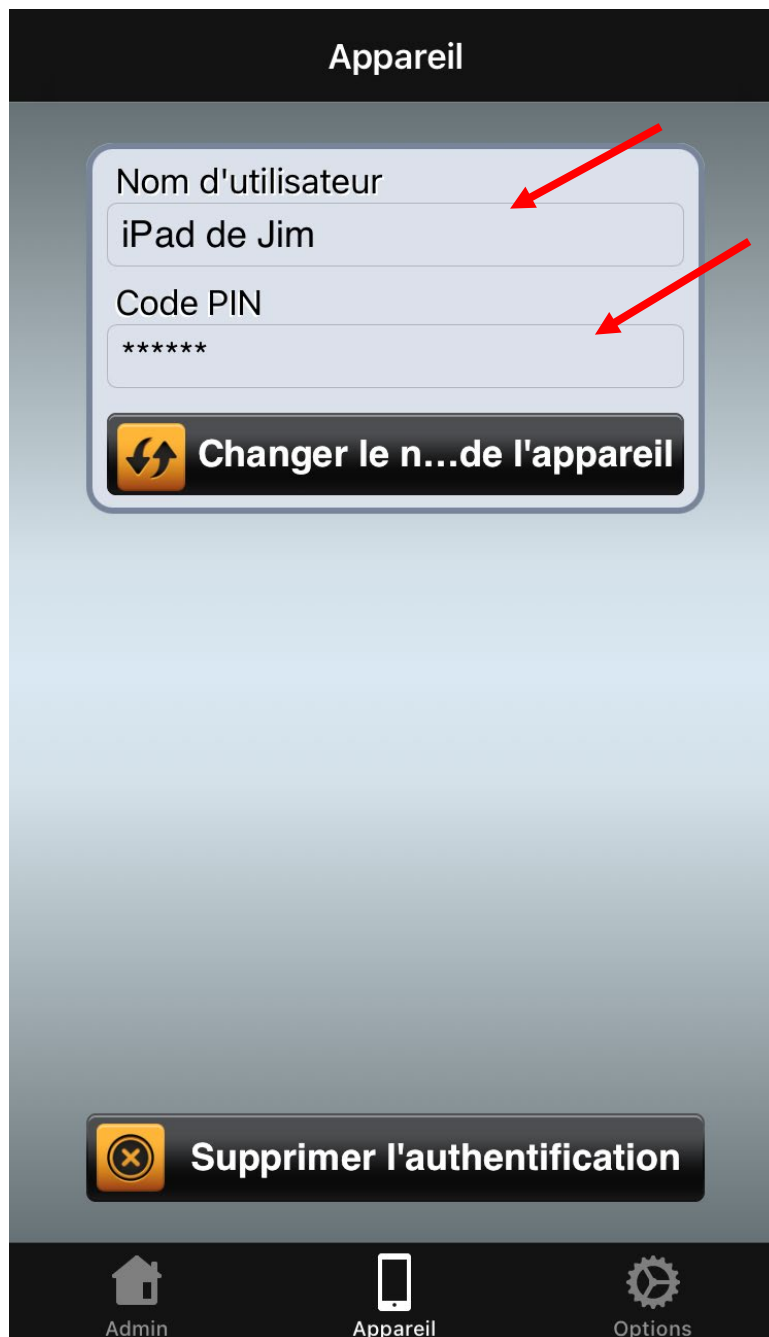 Appareil
Nom d'utilisateur
iPad de Jim
Code PIN
******
Changer le n...de l'appareil
Supprimer l'authentification
Admin
Appareil
Options